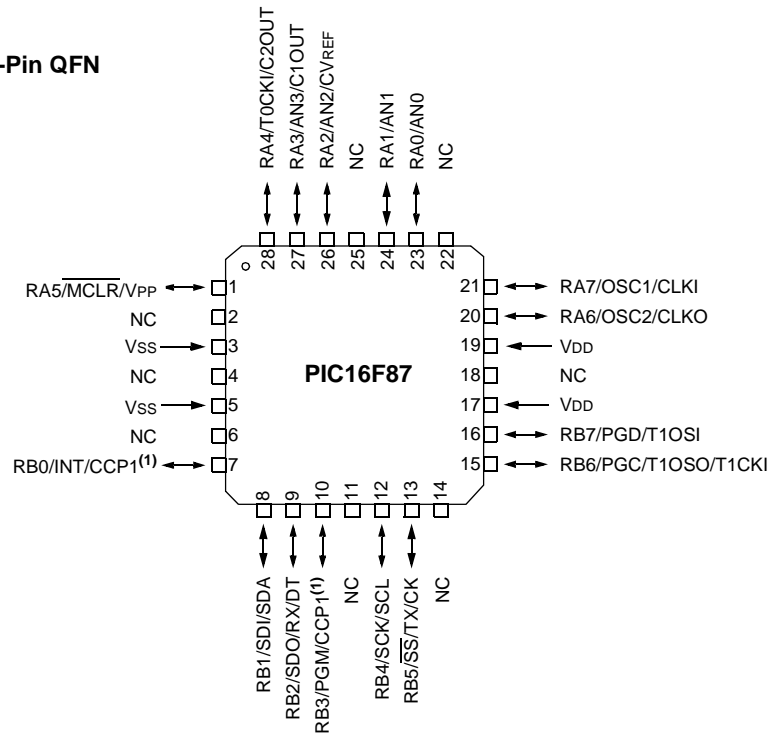 -Pin QFN
RA4/T0CKI/C2OUT
RA3/AN3/C1OUT
RA2/AN2/CVREF
NC
RA1/AN1
RA0/AN0
NC
28
27
26
25
24
23
22
RA5/MCLR/VPP
1
NC
2
VSS
3
NC
4
VSS
5
NC
6
RB0/INT/CCP1(1)
7
PIC16F87
21
RA7/OSC1/CLKI
20
RA6/OSC2/CLKO
19
VDD
18
NC
17
VDD
16
RB7/PGD/T1OSI
15
RB6/PGC/T1OSO/T1CKI
8
9
10
11
12
13
14
RB1/SDI/SDA
RB2/SDO/RX/DT
RB3/PGM/CCP1(1)
NC
RB4/SCK/SCL
RB5/SS/TX/CK
NC